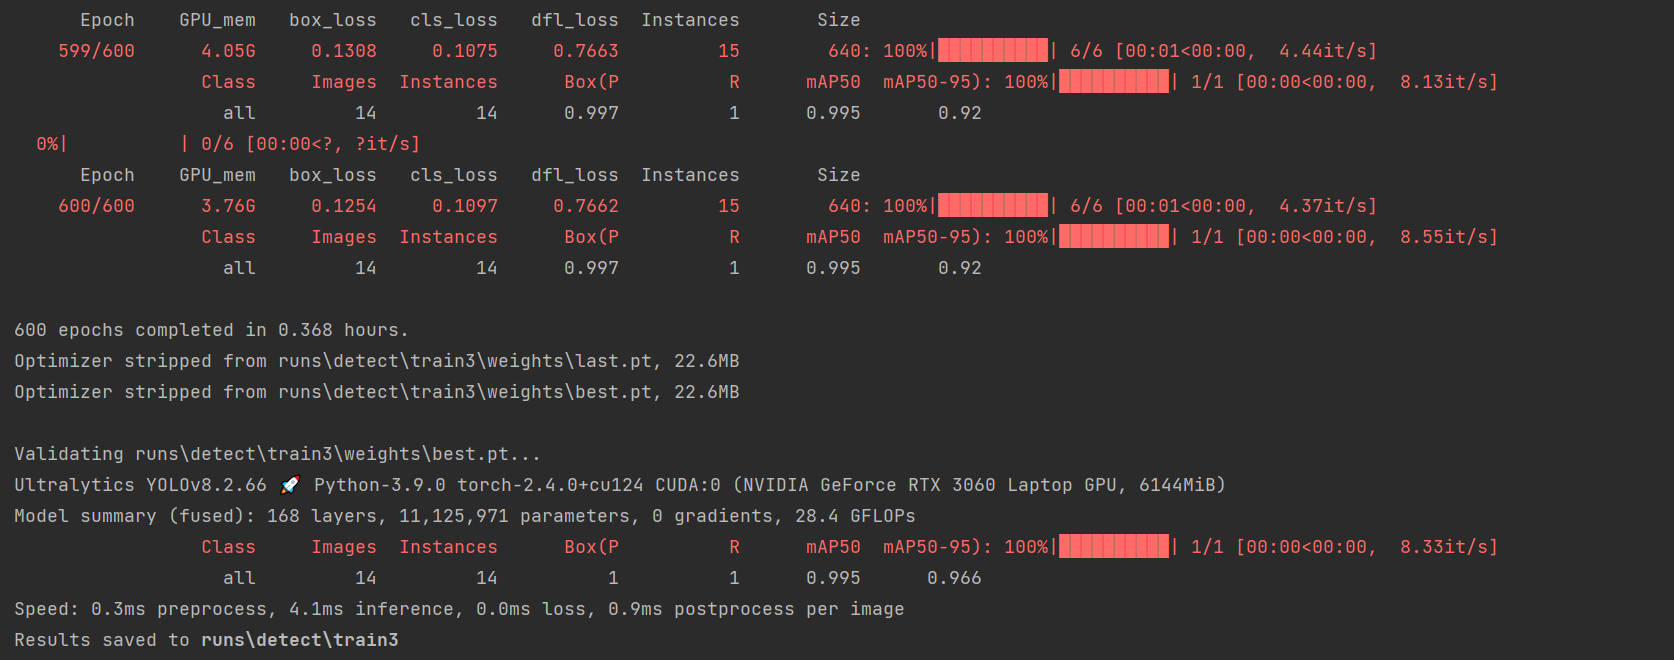 Epoch GPU_mem box_loss cls_loss dfl_loss Instances Size
599/600 4.05G 0.1308 0.1075 0.7663 15 640: 100%|██████████| 6/6 [00:01<00:00, 4.44it/s]
Class Images Instances Box(P R mAP50 mAP50-95): 100%|██████████| 1/1 [00:00<00:00, 8.13it/s]
all 14 14 0.997 1 0.995 0.92
0%| | 0/6 [00:00<?, ?it/s]
Epoch GPU_mem box_loss cls_loss dfl_loss Instances Size
600/600 3.76G 0.1254 0.1097 0.7662 15 640: 100%|██████████| 6/6 [00:01<00:00, 4.37it/s]
Class Images Instances Box(P R mAP50 mAP50-95): 100%|██████████| 1/1 [00:00<00:00, 8.55it/s]
all 14 14 0.997 1 0.995 0.92
600 epochs completed in 0.368 hours.
Optimizer stripped from runs\detect\train3\weights\last.pt, 22.6MB
Optimizer stripped from runs\detect\train3\weights\best.pt, 22.6MB
Validating runs\detect\train3\weights\best.pt...
Ultralytics YOLOv8.2.66 🚀 Python-3.9.0 torch-2.4.0+cu124 CUDA:0 (NVIDIA GeForce RTX 3060 Laptop GPU, 6144MiB)
Model summary (fused): 168 layers, 11,125,971 parameters, 0 gradients, 28.4 GFLOPs
Class Images Instances Box(P R mAP50 mAP50-95): 100%|██████████| 1/1 [00:00<00:00, 8.33it/s]
all 14 14 1 1 0.995 0.966
Speed: 0.3ms preprocess, 4.1ms inference, 0.0ms loss, 0.9ms postprocess per image
Results saved to runs\detect\train3